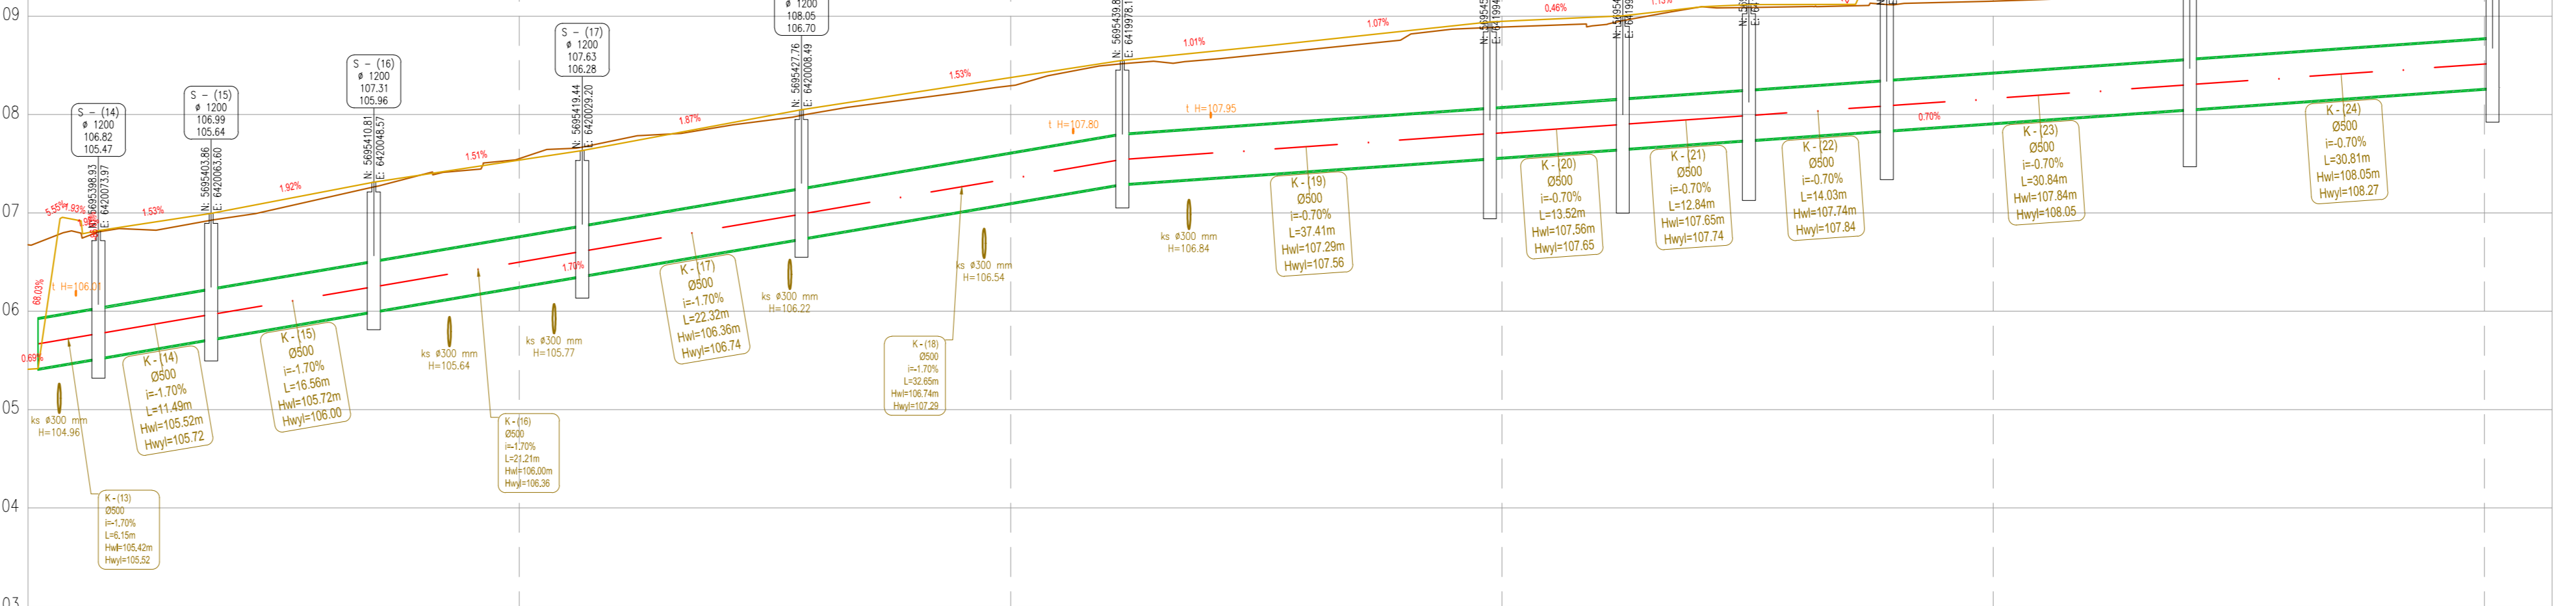 09
08
07
06
05
04
03
S - (14)
ø 1200
106.82
105.47
N: 5695398.93
E: 6420073.97
S - (15)
ø 1200
106.99
105.64
N: 5695403.86
E: 6420063.60
S - (16)
ø 1200
107.31
105.96
N: 5695410.81
E: 6420048.57
S - (17)
ø 1200
107.63
106.28
N: 5695419.44
E: 6420029.20
ø 1200
108.05
106.70
N: 5695427.76
E: 6420008.49
N: 5695439.8
E: 6419978.1
5.55%
1.93%
1.53%
1.92%
1.51%
1.87%
1.53%
1.01%
1.07%
0.46%
1.13%
68.03%
0.69%
1.70%
0.70%
t H=106.01
t H=107.80
t H=107.95
ks ø300 mm
H=104.96
ks ø300 mm
H=105.64
ks ø300 mm
H=105.77
ks ø300 mm
H=106.22
ks ø300 mm
H=106.54
ks ø300 mm
H=106.84
K - (13)
Ø500
i=-1.70%
L=6.15m
Hwl=105.42m
Hwyl=105.52
K - (14)
Ø500
i=-1.70%
L=11.49m
Hwl=105.52m
Hwyl=105.72
K - (15)
Ø500
i=-1.70%
L=16.56m
Hwl=105.72m
Hwyl=106.00
K - (16)
Ø500
i=-1.70%
L=21.21m
Hwl=106.00m
Hwyl=106.36
K - (17)
Ø500
i=-1.70%
L=22.32m
Hwl=106.36m
Hwyl=106.74
K - (18)
Ø500
i=-1.70%
L=32.65m
Hwl=106.74m
Hwyl=107.29
K - (19)
Ø500
i=-0.70%
L=37.41m
Hwl=107.29m
Hwyl=107.56
K - (20)
Ø500
i=-0.70%
L=13.52m
Hwl=107.56m
Hwyl=107.65
K - (21)
Ø500
i=-0.70%
L=12.84m
Hwl=107.65m
Hwyl=107.74
K - (22)
Ø500
i=-0.70%
L=14.03m
Hwl=107.74m
Hwyl=107.84
K - (23)
Ø500
i=-0.70%
L=30.84m
Hwl=107.84m
Hwyl=108.05
K - (24)
Ø500
i=-0.70%
L=30.81m
Hwl=108.05m
Hwyl=108.27